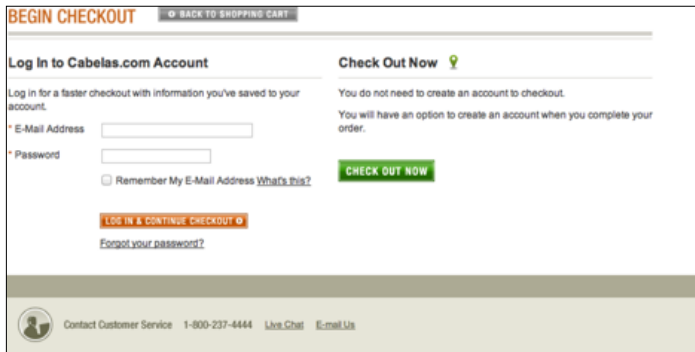 BEGIN CHECKOUT
BACK TO SHOPPING CART
Log In to Cabelas.com Account
Log in for a faster checkout with information you've saved to your
account.
* E-Mail Address
* Password
Remember My E-Mail Address What's this?
LOG IN & CONTINUE CHECKOUT
Forgot your password?
Check Out Now
You do not need to create an account to checkout.
You will have an option to create an account when you complete your
order.
CHECK OUT NOW
Contact Customer Service 1-800-237-4444 Live Chat E-mail Us